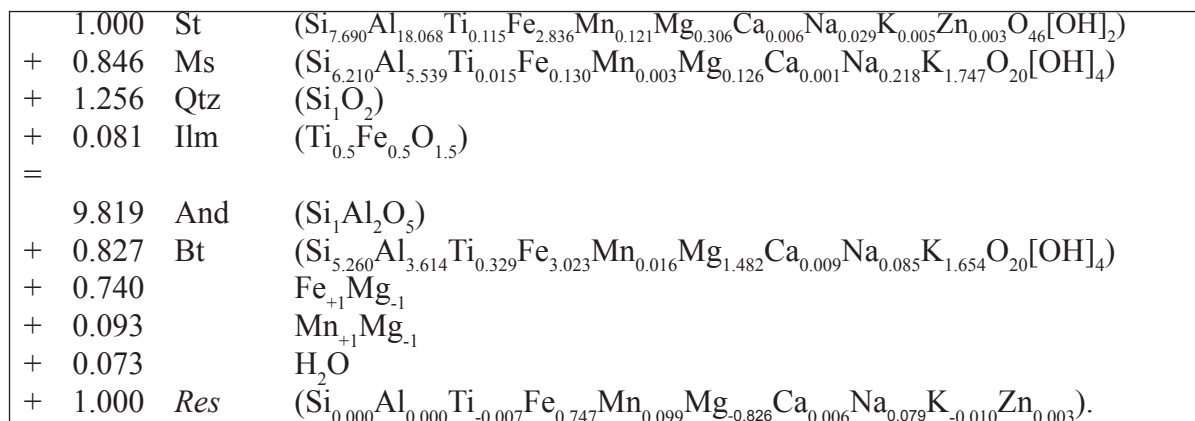 1.000 St (Si₇.₆₉₀Al₁₈.₀₆₈Ti₀.₁₁₅Fe₂.₈₃₆Mn₀.₁₂₁Mg₀.₃₀₆Ca₀.₀₀₆Na₀.₀₂₉K₀.₀₀₅Zn₀.₀₀₃O₄₆[OH]₂)
+ 0.846 Ms (Si₆.₂₁₀Al₅.₅₃₉Ti₀.₀₁₅Fe₀.₁₃₀Mn₀.₀₀₃Mg₀.₁₂₆Ca₀.₀₀₁Na₀.₂₁₈K₁.₇₄₇O₂₀[OH]₄)
+ 1.256 Qtz (Si₁O₂)
+ 0.081 Ilm (Ti₀.₅Fe₀.₅O₁.₅)
=
9.819 And (Si₁Al₂O₅)
+ 0.827 Bt (Si₅.₂₆₀Al₃.₆₁₄Ti₀.₃₂₉Fe₃.₀₂₃Mn₀.₀₁₆Mg₁.₄₈₂Ca₀.₀₀₉Na₀.₀₈₅K₁.₆₅₄O₂₀[OH]₄)
+ 0.740 Fe₊₁Mg₋₁
+ 0.093 Mn₊₁Mg₋₁
+ 0.073 H₂O
+ 1.000 Res (Si₀.₀₀₀Al₀.₀₀₀Ti₋₀.₀₀₇Fe₀.₇₄₇Mn₀.₀₉₉Mg₋₀.₈₂₆Ca₀.₀₀₆Na₀.₀₇₉K₋₀.₀₁₀Zn₀.₀₀₃).